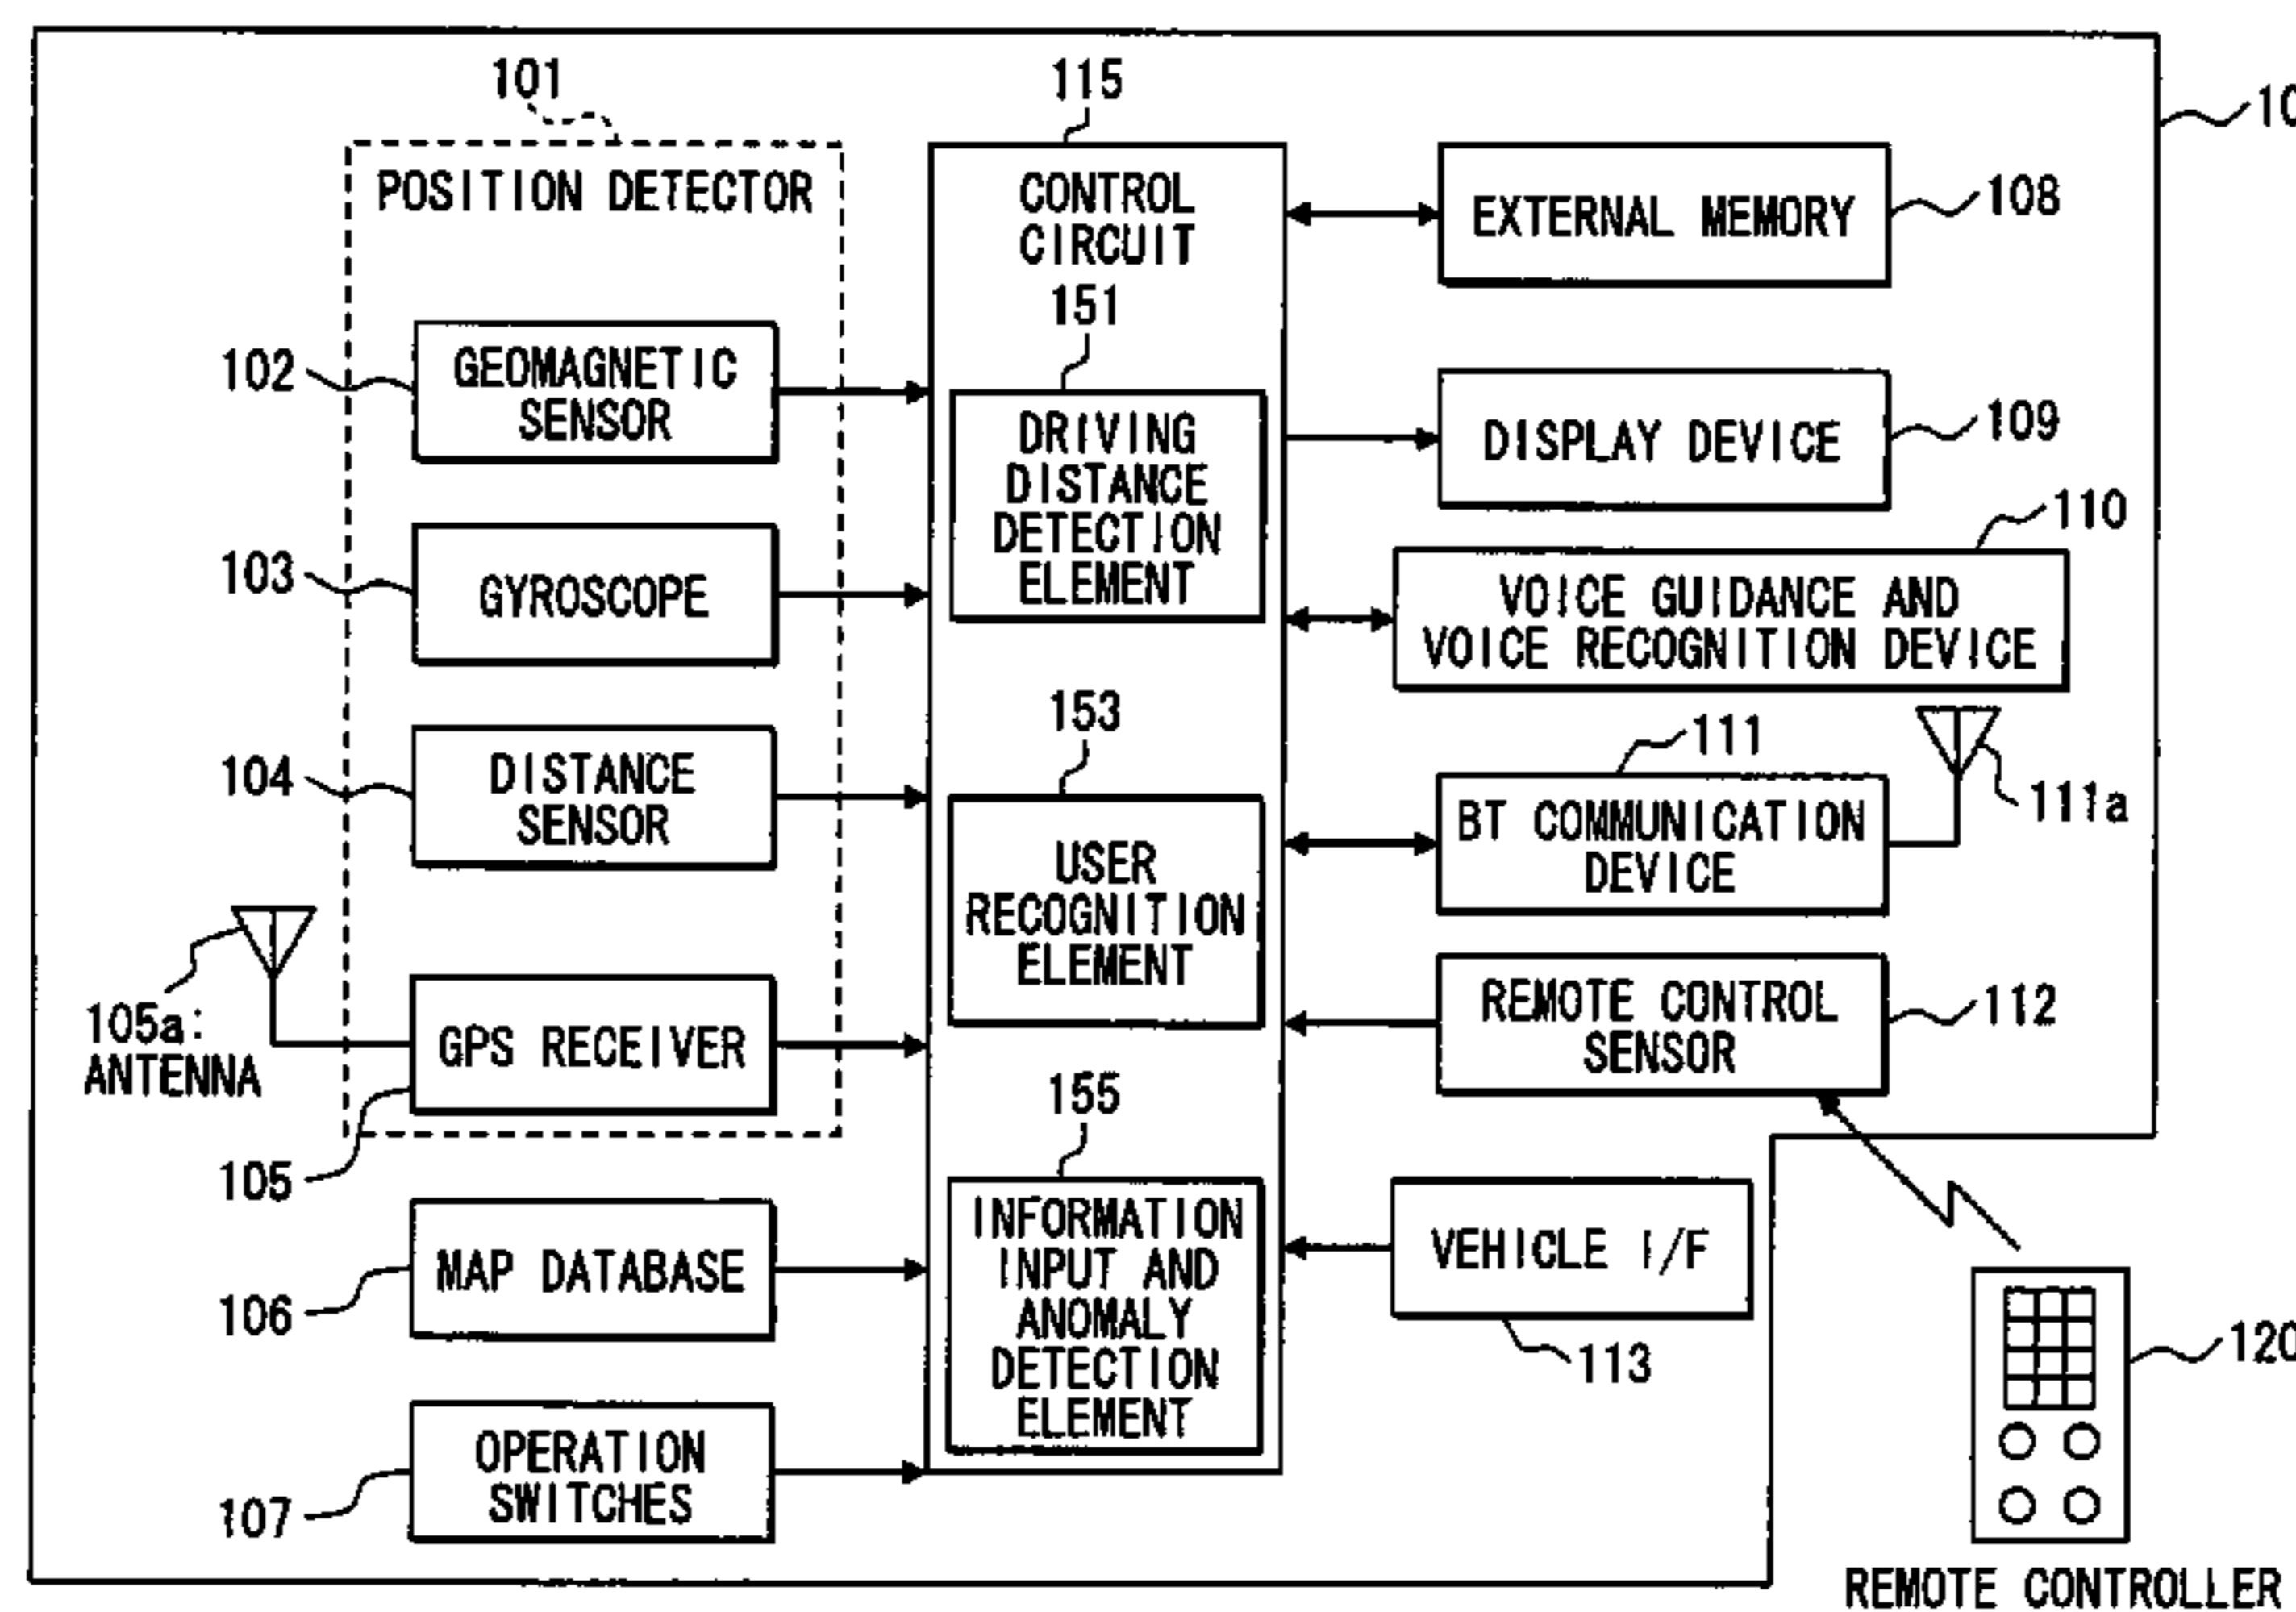 101
115
10
POSITION DETECTOR
CONTROL
CIRCUIT
EXTERNAL MEMORY
108
151
102
GEOMAGNETIC
SENSOR
DRIVING
DISTANCE
DETECTION
ELEMENT
DISPLAY DEVICE
109
110
103
GYROSCOPE
VOICE GUIDANCE AND
VOICE RECOGNITION DEVICE
153
104
DISTANCE
SENSOR
USER
RECOGNITION
ELEMENT
111
BT COMMUNICATION
DEVICE
111a
105a:
ANTENNA
GPS RECEIVER
REMOTE CONTROL
SENSOR
112
155
105
INFORMATION
INPUT AND
ANOMALY
DETECTION
ELEMENT
106
MAP DATABASE
VEHICLE I/F
113
120
107
OPERATION
SWITCHES
REMOTE CONTROLLER